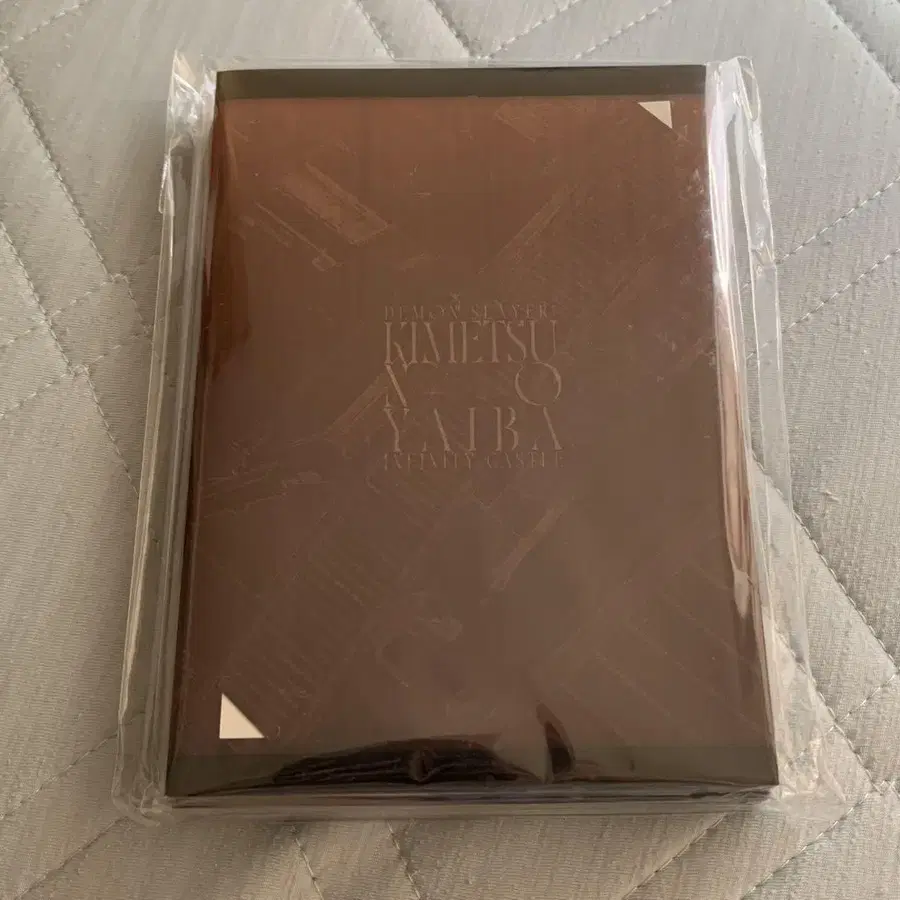 DEMON SLAYER:
KIMETSU
NO
YAIBA
INFINITY CASTLE